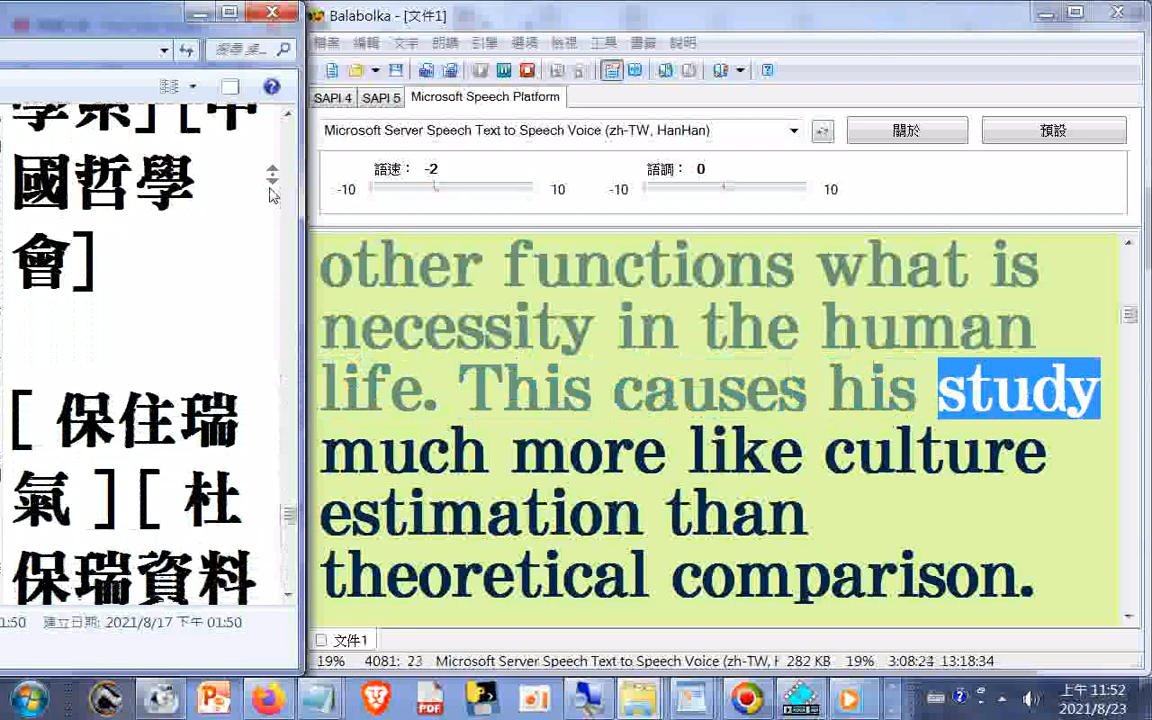 Balabolka - [文件1]
檔案 編輯 文字 朗讀 引擎 選項 檢視 工具 書籤 說明
SAPI 4 SAPI 5 Microsoft Speech Platform
Microsoft Server Speech Text to Speech Voice (zh-TW, HanHan)
關於 預設
語速： -2 語調： 0
-10 10 -10 10
學系][中
國哲學
會]
[ 保住瑞
氣 ][ 杜
保瑞資料
:50 建立日期: 2021/8/17 下午 01:50
other functions what is
necessity in the human
life. This causes his study
much more like culture
estimation than
theoretical comparison.
文件1
19% 4081: 23 Microsoft Server Speech Text to Speech Voice (zh-TW, 282 KB 19% 3:08:24 13:18:34
上午 11:52
2021/8/23